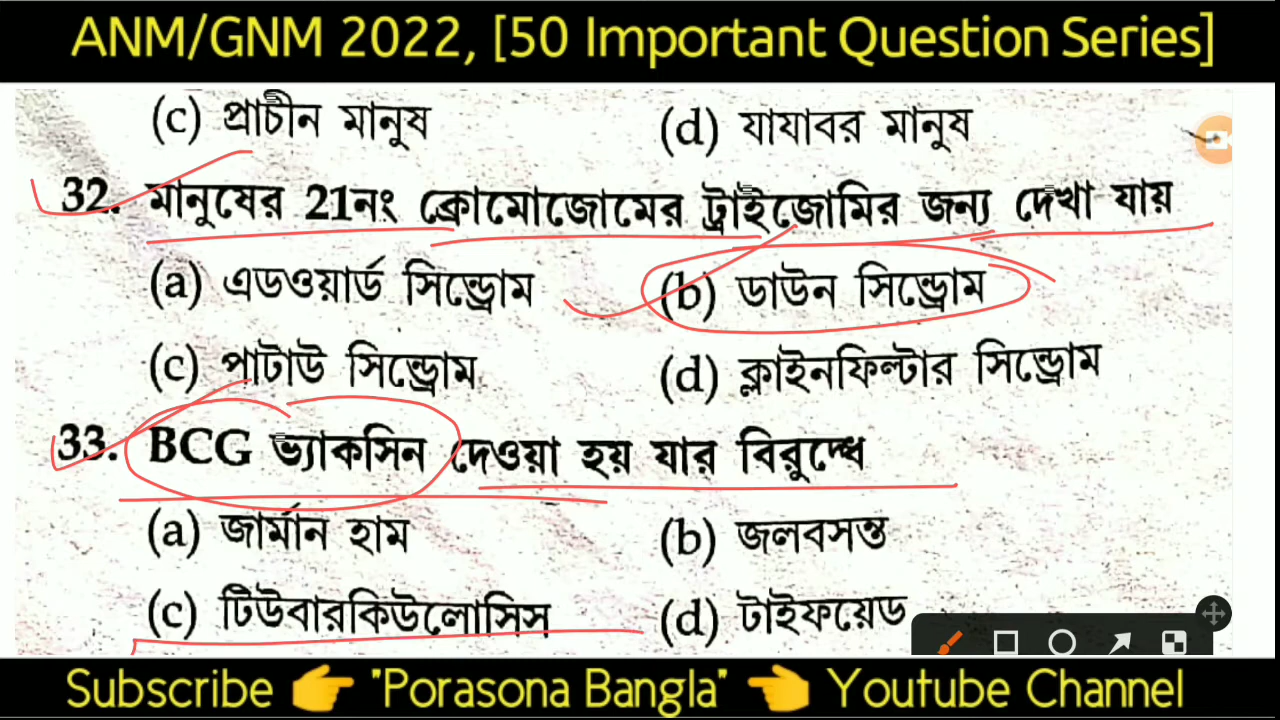 ANM/GNM 2022, [50 Important Question Series]
(c) প্রাচীন মানুষ (d) যাযাবর মানুষ
32. মানুষের 21নং ক্রোমোজোমের ট্রাইজোমির জন্য দেখা যায়
(a) এডওয়ার্ড সিন্ড্রোম (b) ডাউন সিন্ড্রোম
(c) পাটাউ সিন্ড্রোম (d) ক্লাইনফিল্টার সিন্ড্রোম
33. BCG ভ্যাকসিন দেওয়া হয় যার বিরুদ্ধে
(a) জার্মান হাম (b) জলবসন্ত
(c) টিউবারকিউলোসিস (d) টাইফয়েড
Subscribe 👉 "Porasona Bangla" 👈 Youtube Channel